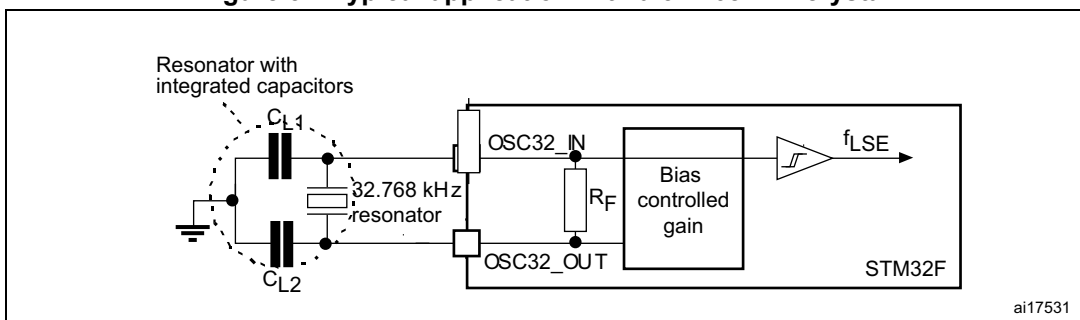 Resonator with
integrated capacitors
CL1
32.768 kHz
resonator
CL2
OSC32_IN
OSC32_OUT
RF
Bias
controlled
gain
fLSE
STM32F
ai17531